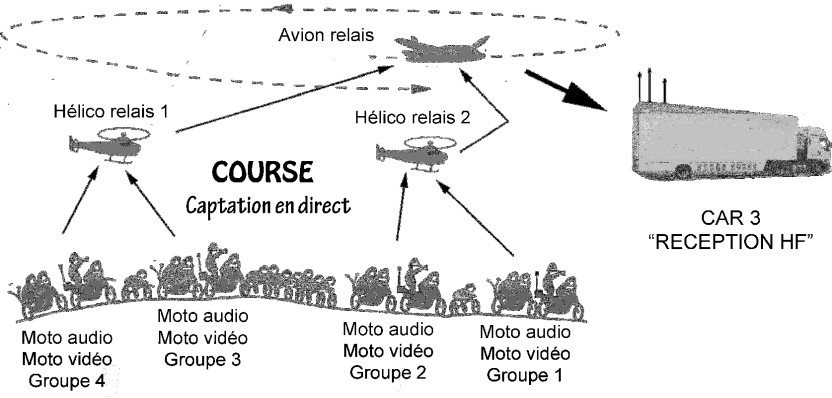 Avion relais
Hélico relais 1
Hélico relais 2
COURSE
Captation en direct
CAR 3
“RECEPTION HF”
Moto audio
Moto vidéo
Groupe 4
Moto audio
Moto vidéo
Groupe 3
Moto audio
Moto vidéo
Groupe 2
Moto audio
Moto vidéo
Groupe 1